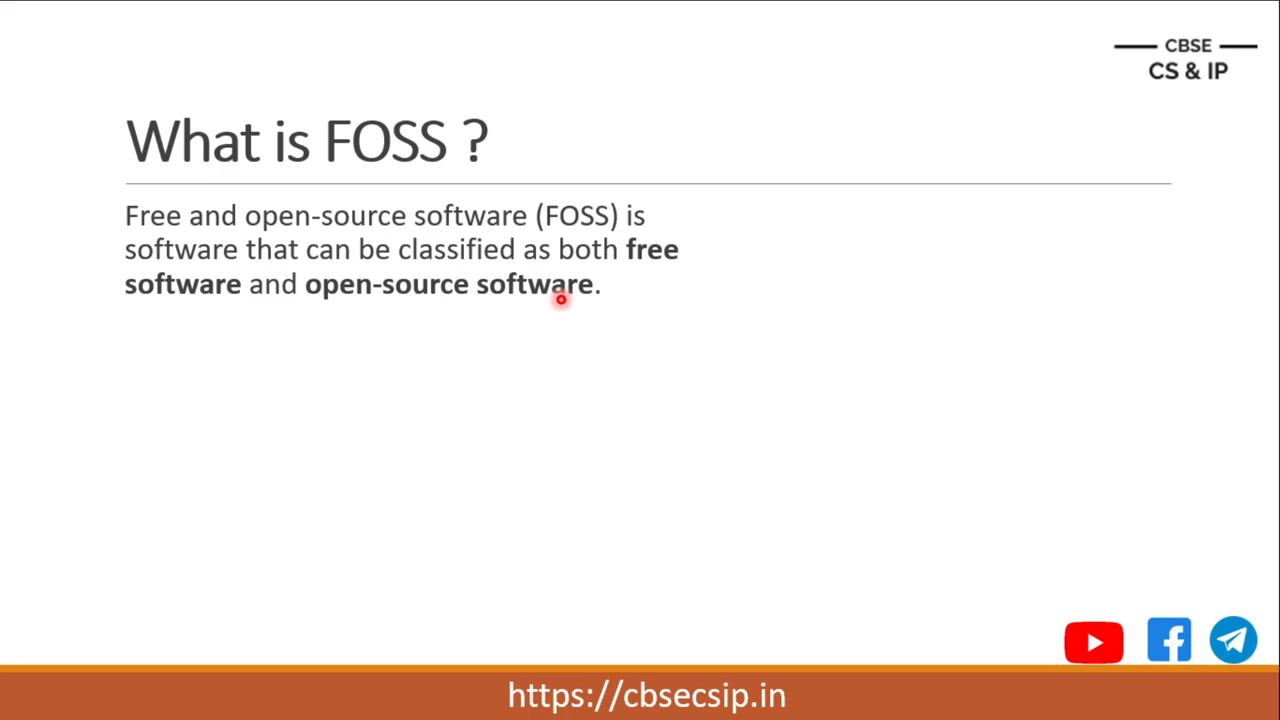 CBSE
CS & IP
What is FOSS ?
Free and open-source software (FOSS) is
software that can be classified as both free
software and open-source software.
https://cbsecsip.in